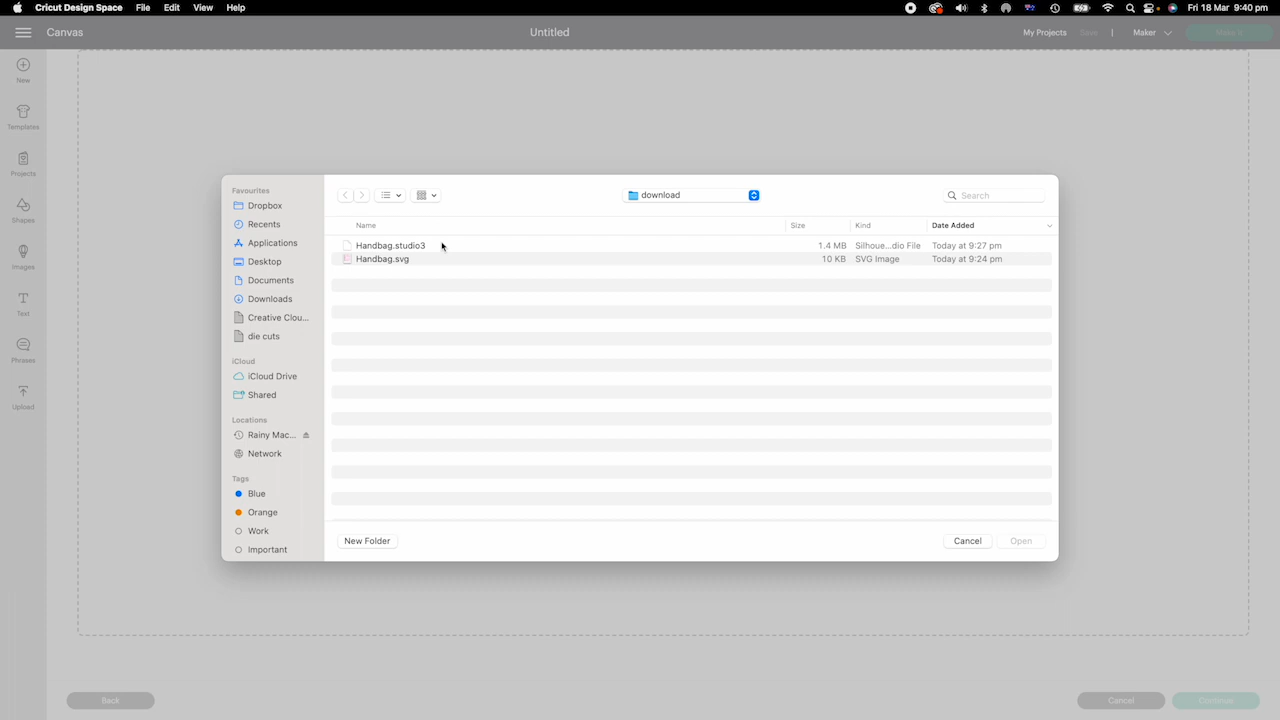 Cricut Design Space File Edit View Help Fri 18 Mar 9:40 pm
Canvas Untitled My Projects Save | Maker Make It
New
Templates
Projects
Shapes
Images
Text
Phrases
Upload
Favourites
Dropbox
Recents
Applications
Desktop
Documents
Downloads
Creative Clou...
die cuts
iCloud
iCloud Drive
Shared
Locations
Rainy Mac...
Network
Tags
Blue
Orange
Work
Important
download Search
Name Size Kind Date Added
Handbag.studio3 1.4 MB Silhoue...dio File Today at 9:27 pm
Handbag.svg 10 KB SVG Image Today at 9:24 pm
New Folder Cancel Open
Back Cancel Continue